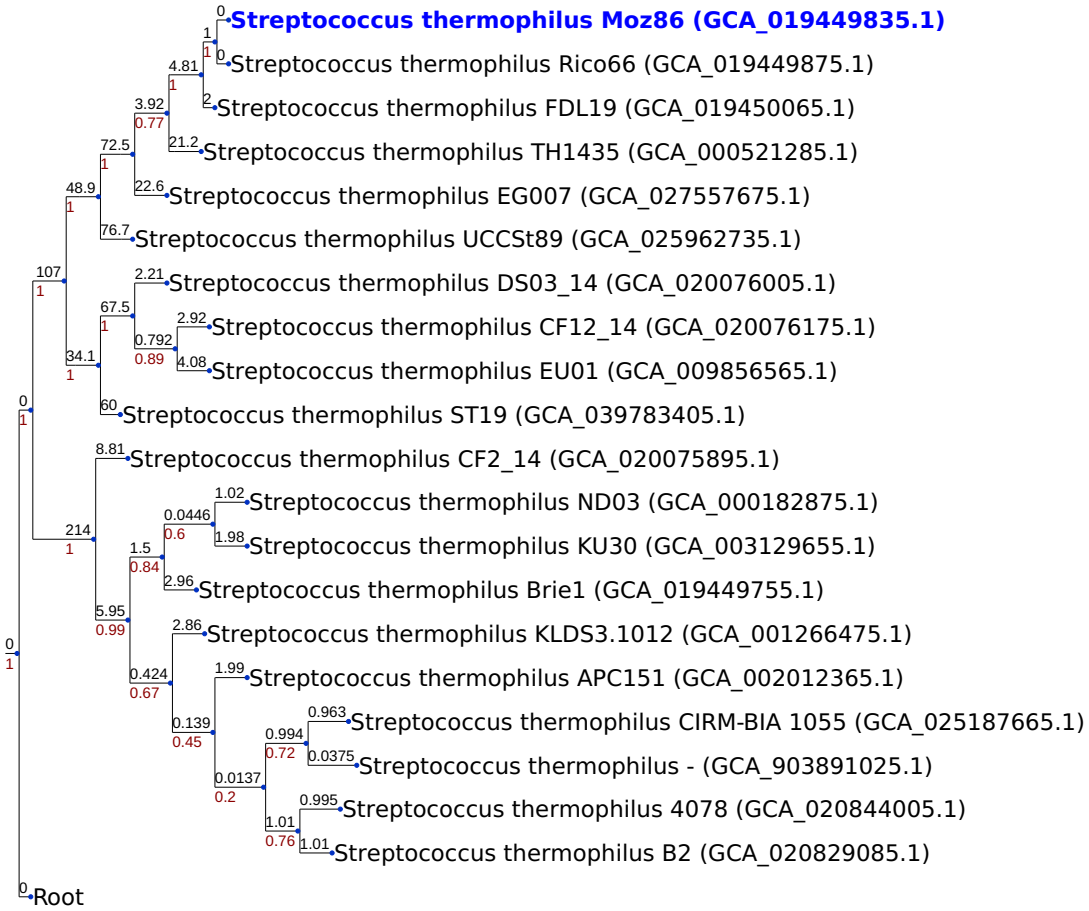 0
Streptococcus thermophilus Moz86 (GCA_019449835.1)
1
1
0
Streptococcus thermophilus Rico66 (GCA_019449875.1)
4.81
1
2
Streptococcus thermophilus FDL19 (GCA_019450065.1)
3.92
0.77
21.2
Streptococcus thermophilus TH1435 (GCA_000521285.1)
72.5
1
22.6
Streptococcus thermophilus EG007 (GCA_027557675.1)
48.9
1
76.7
Streptococcus thermophilus UCCSt89 (GCA_025962735.1)
107
1
2.21
Streptococcus thermophilus DS03_14 (GCA_020076005.1)
67.5
1
2.92
Streptococcus thermophilus CF12_14 (GCA_020076175.1)
0.792
0.89
4.08
Streptococcus thermophilus EU01 (GCA_009856565.1)
34.1
1
60
Streptococcus thermophilus ST19 (GCA_039783405.1)
0
1
8.81
Streptococcus thermophilus CF2_14 (GCA_020075895.1)
1.02
Streptococcus thermophilus ND03 (GCA_000182875.1)
0.0446
0.6
214
1
1.98
Streptococcus thermophilus KU30 (GCA_003129655.1)
1.5
0.84
2.96
Streptococcus thermophilus Brie1 (GCA_019449755.1)
5.95
0.99
2.86
Streptococcus thermophilus KLDS3.1012 (GCA_001266475.1)
0
1
0.424
0.67
1.99
Streptococcus thermophilus APC151 (GCA_002012365.1)
0.139
0.45
0.963
Streptococcus thermophilus CIRM-BIA 1055 (GCA_025187665.1)
0.994
0.72
0.0375
Streptococcus thermophilus - (GCA_903891025.1)
0.0137
0.2
0.995
Streptococcus thermophilus 4078 (GCA_020844005.1)
1.01
0.76
1.01
Streptococcus thermophilus B2 (GCA_020829085.1)
0
Root